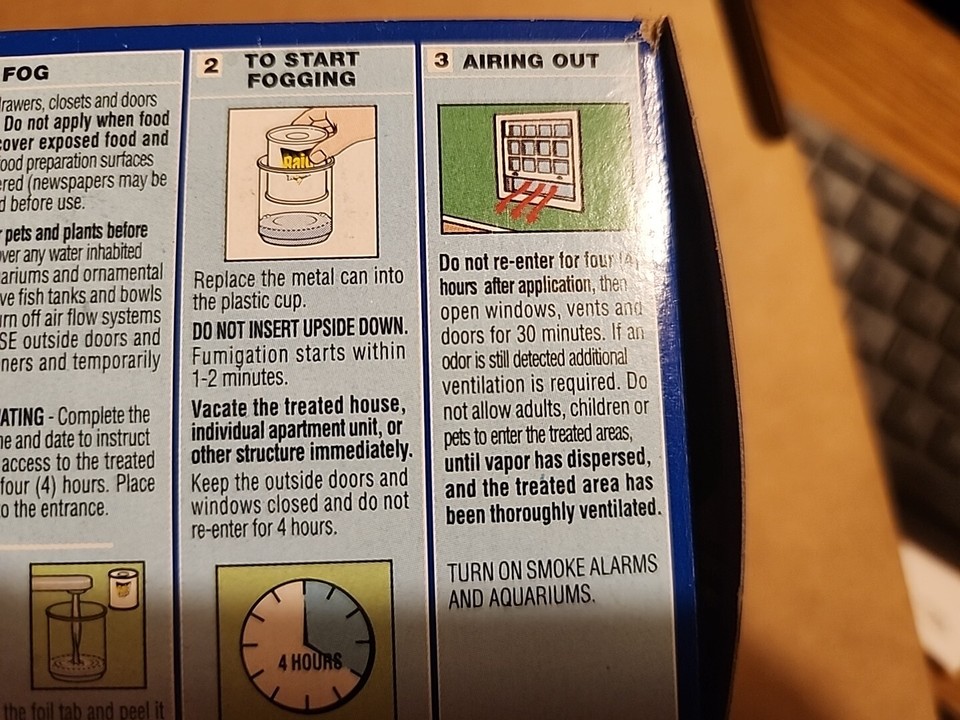 FOG
drawers, closets and doors
Do not apply when food
cover exposed food and
food preparation surfaces
ered (newspapers may be
d before use.
r pets and plants before
over any water inhabited
ariums and ornamental
ve fish tanks and bowls
urn off air flow systems
SE outside doors and
ners and temporarily
ATING - Complete the
ne and date to instruct
access to the treated
four (4) hours. Place
o the entrance.
the foil tab and peel it
2 TO START
FOGGING
Raid
Replace the metal can into
the plastic cup.
DO NOT INSERT UPSIDE DOWN.
Fumigation starts within
1-2 minutes.
Vacate the treated house,
individual apartment unit, or
other structure immediately.
Keep the outside doors and
windows closed and do not
re-enter for 4 hours.
4 HOURS
3 AIRING OUT
Do not re-enter for four (4)
hours after application, then
open windows, vents and
doors for 30 minutes. If an
odor is still detected additional
ventilation is required. Do
not allow adults, children or
pets to enter the treated areas,
until vapor has dispersed,
and the treated area has
been thoroughly ventilated.
TURN ON SMOKE ALARMS
AND AQUARIUMS.